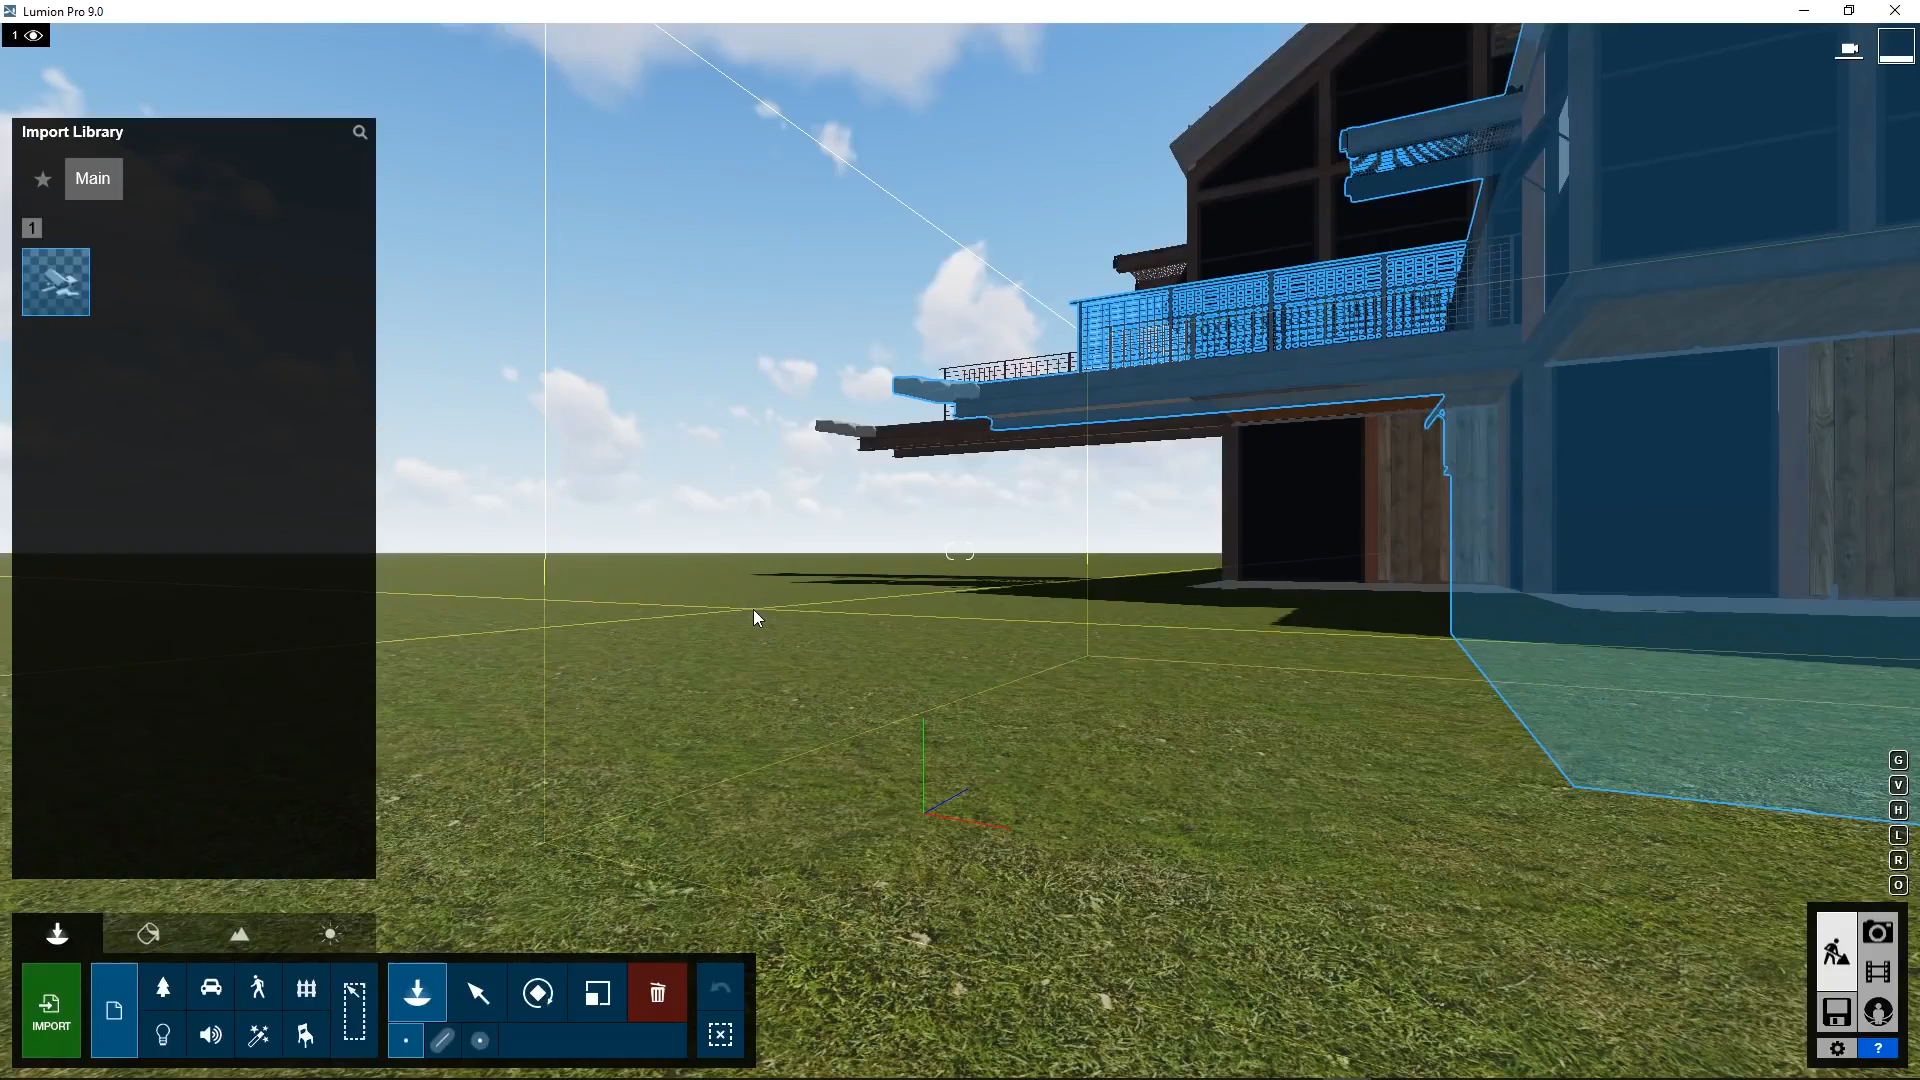 Lumion Pro 9.0
1
Import Library
Main
1
G
V
H
L
R
O
IMPORT
?